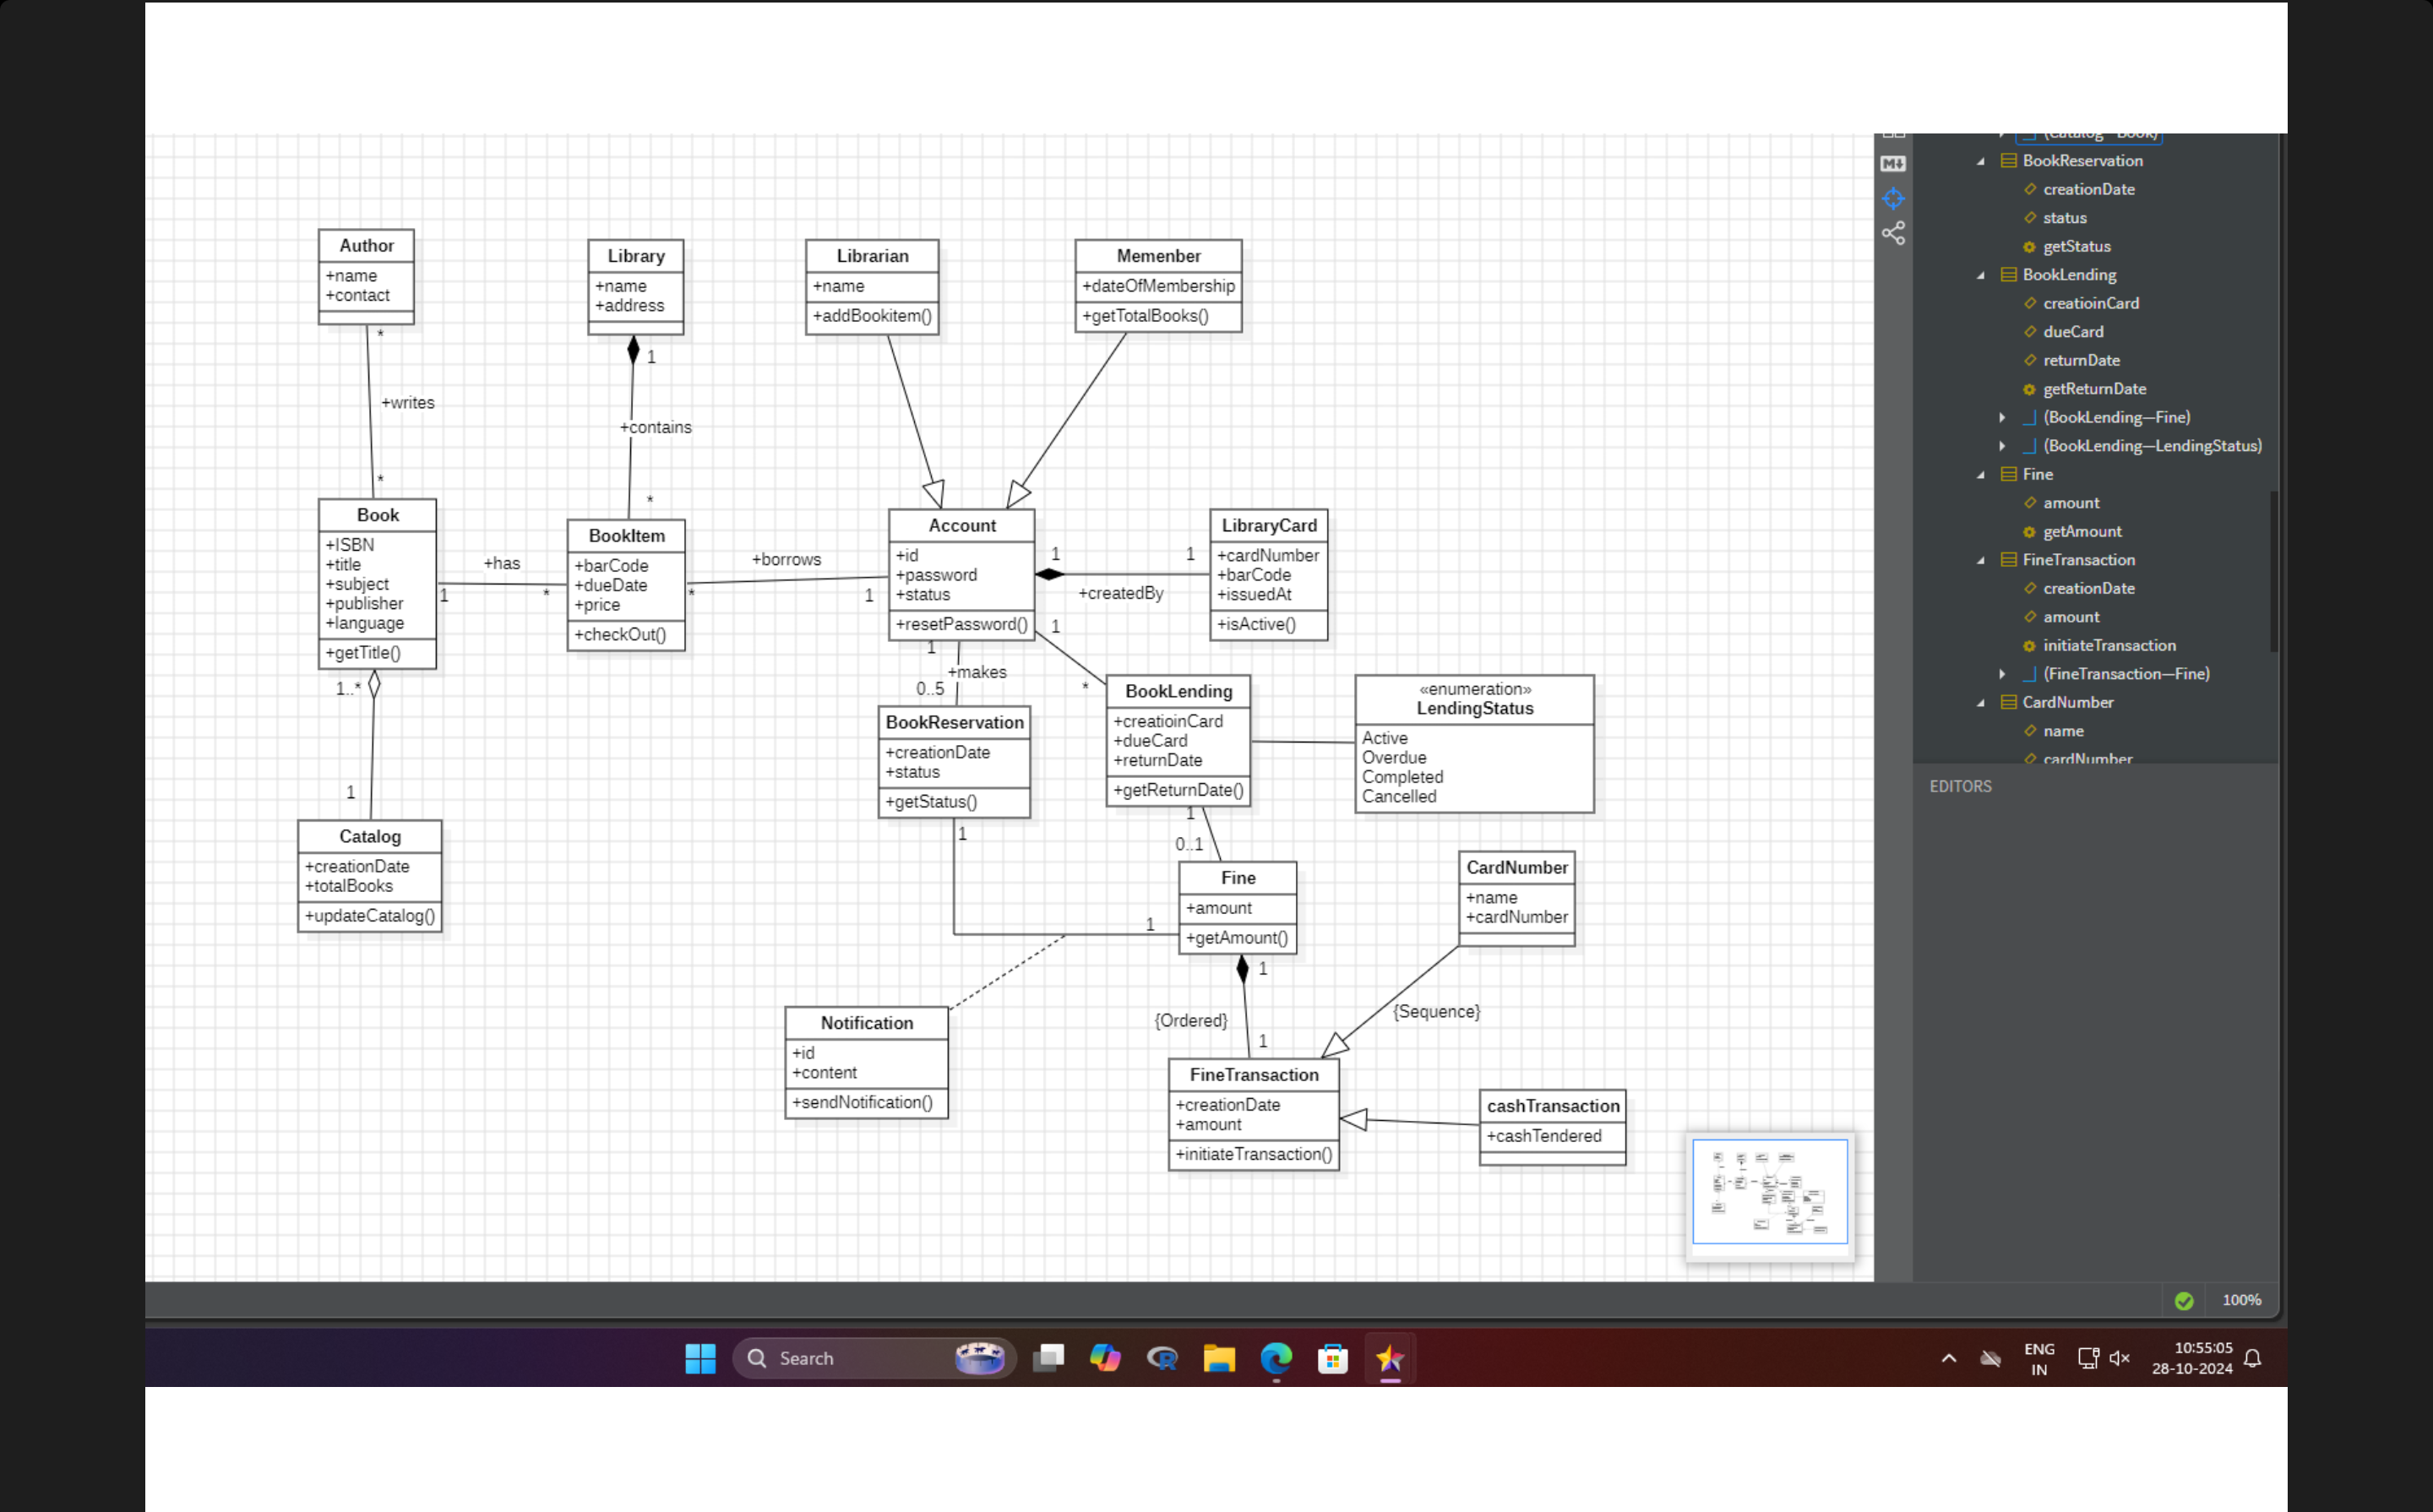 Author
+name
+contact
*
+writes
*
Library
+name
+address
1
+contains
*
Librarian
+name
+addBookitem()
Memenber
+dateOfMembership
+getTotalBooks()
Book
+ISBN
+title
+subject
+publisher
+language
+getTitle()
+has
1
*
BookItem
+barCode
+dueDate
+price
+checkOut()
+borrows
*
1
Account
+id
+password
+status
+resetPassword()
1
1
+createdBy
LibraryCard
+cardNumber
+barCode
+issuedAt
+isActive()
1
*
1
+makes
0..5
BookReservation
+creationDate
+status
+getStatus()
1
BookLending
+creatioinCard
+dueCard
+returnDate
+getReturnDate()
1
0..1
«enumeration»
LendingStatus
Active
Overdue
Completed
Cancelled
1..*
1
Catalog
+creationDate
+totalBooks
+updateCatalog()
Fine
+amount
+getAmount()
1
1
{Ordered}
1
CardNumber
+name
+cardNumber
{Sequence}
Notification
+id
+content
+sendNotification()
FineTransaction
+creationDate
+amount
+initiateTransaction()
cashTransaction
+cashTendered
(Catalog—Book)
BookReservation
creationDate
status
getStatus
BookLending
creatioinCard
dueCard
returnDate
getReturnDate
(BookLending—Fine)
(BookLending—LendingStatus)
Fine
amount
getAmount
FineTransaction
creationDate
amount
initiateTransaction
(FineTransaction—Fine)
CardNumber
name
cardNumber
EDITORS
100%
Search
ENG
IN
10:55:05
28-10-2024